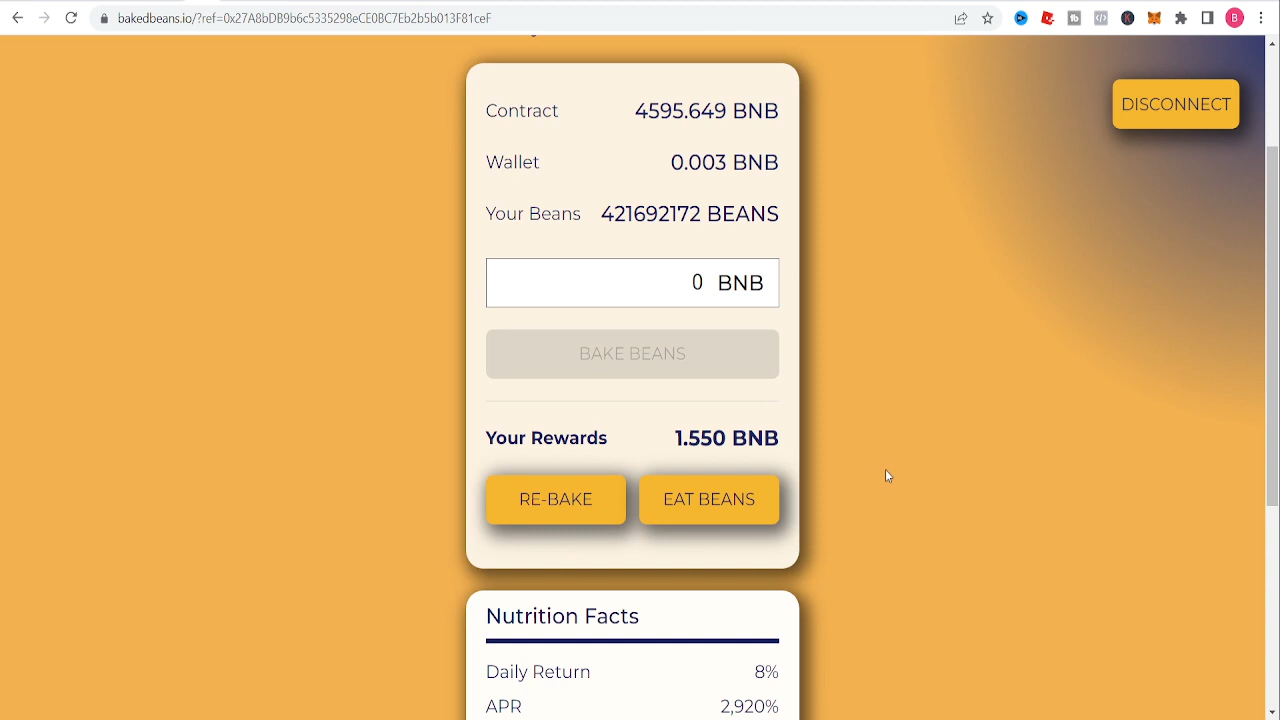 bakedbeans.io/?ref=0x27A8bDB9b6c5385298eCE0BC7Eb2bDb013F81ceF
DISCONNECT
Contract 4595.649 BNB
Wallet 0.003 BNB
Your Beans 421692172 BEANS
0 BNB
BAKE BEANS
Your Rewards 1.550 BNB
RE-BAKE EAT BEANS
Nutrition Facts
Daily Return 8%
APR 2,920%